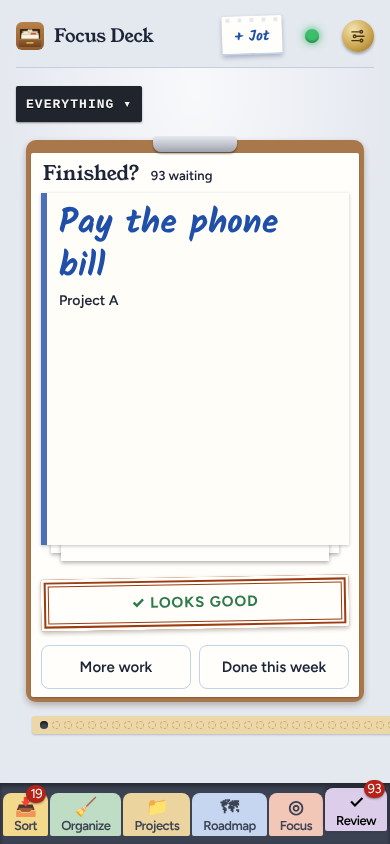 Focus Deck
+ Jot
EVERYTHING ▾
Finished? 93 waiting
Pay the phone
bill
Project A
✓ LOOKS GOOD
More work
Done this week
19
93
Sort
Organize
Projects
Roadmap
Focus
Review